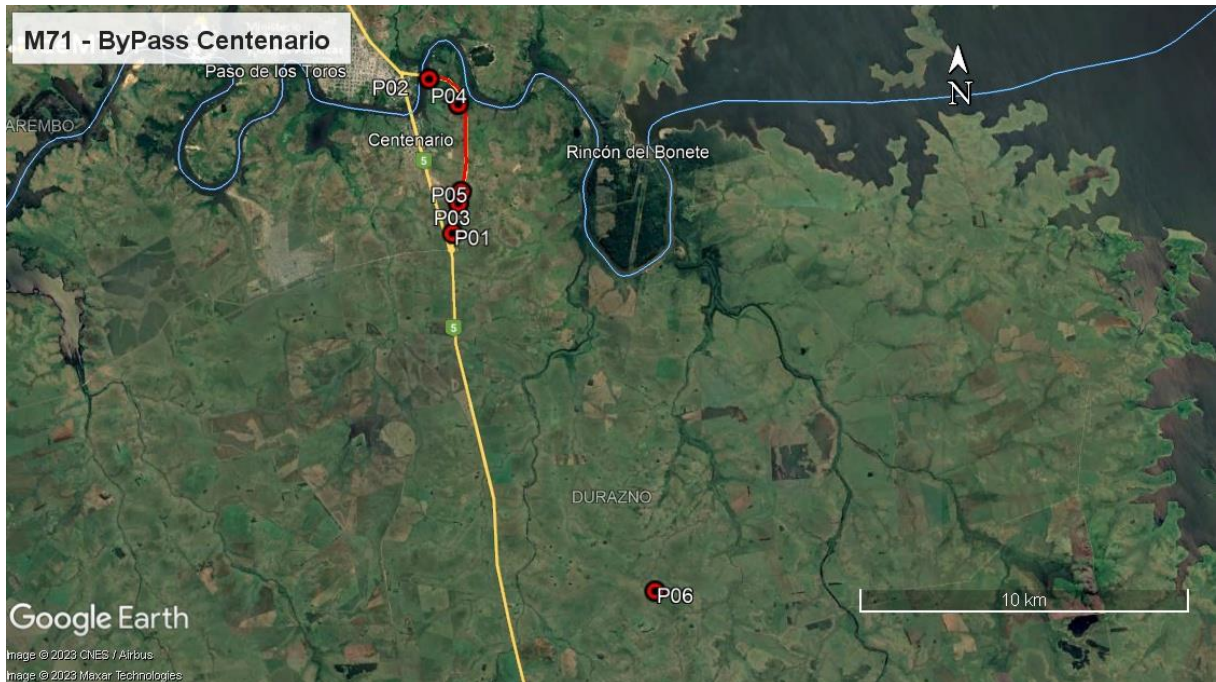 M71 - ByPass Centenario
Paso de los Toros
P02
P04
AREMBO
Centenario
Rincón del Bonete
N
5
P05
P03
P01
5
DURAZNO
P06
10 km
Google Earth
Image © 2023 CNES / Airbus
Image © 2023 Maxar Technologies